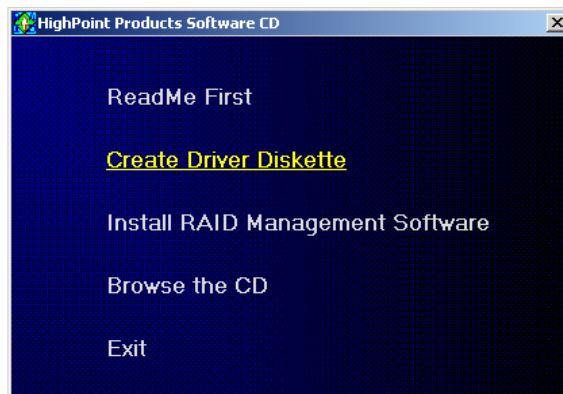 HighPoint Products Software CD
ReadMe First
Create Driver Diskette
Install RAID Management Software
Browse the CD
Exit